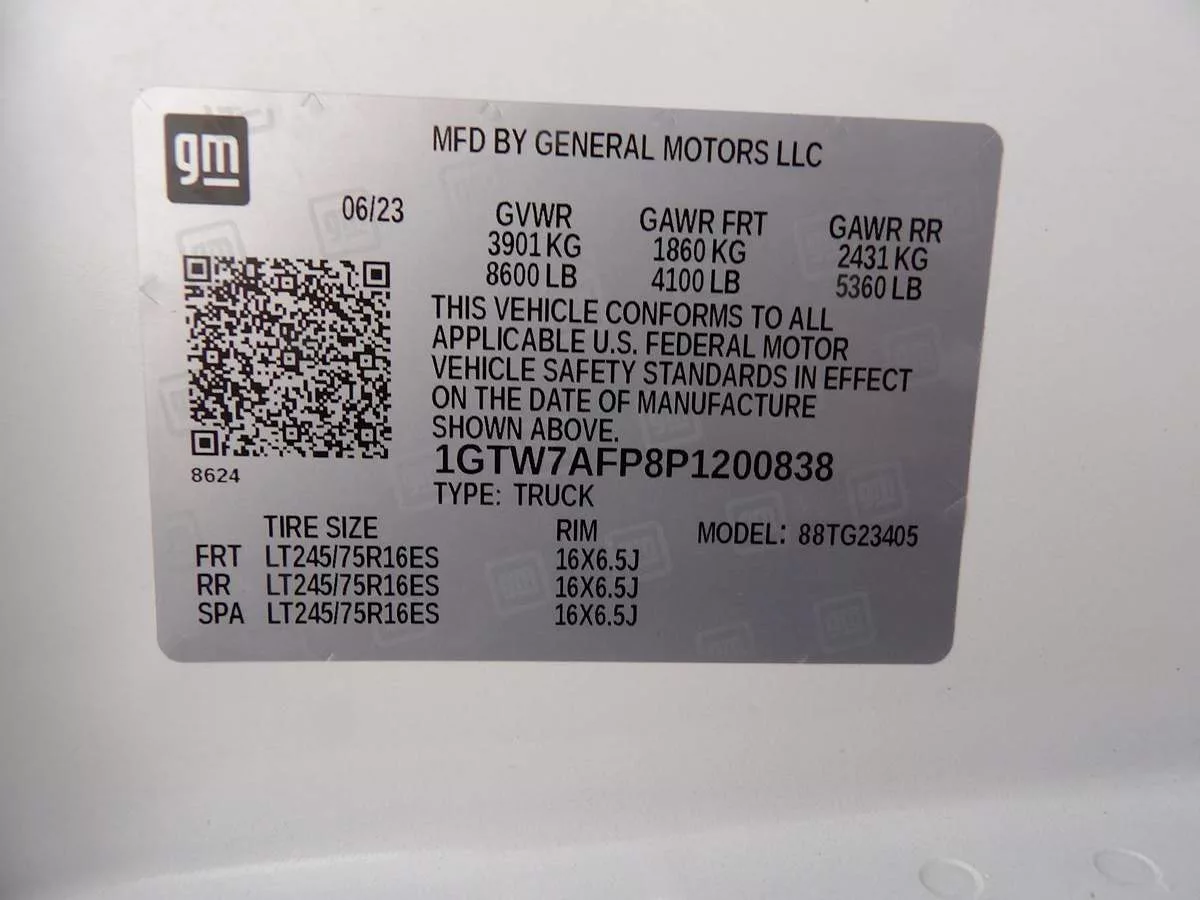 gm
MFD BY GENERAL MOTORS LLC
06/23
GVWR GAWR FRT GAWR RR
3901 KG 1860 KG 2431 KG
8600 LB 4100 LB 5360 LB
THIS VEHICLE CONFORMS TO ALL
APPLICABLE U.S. FEDERAL MOTOR
VEHICLE SAFETY STANDARDS IN EFFECT
ON THE DATE OF MANUFACTURE
SHOWN ABOVE.
8624
1GTW7AFP8P1200838
TYPE: TRUCK
TIRE SIZE RIM MODEL: 88TG23405
FRT LT245/75R16ES 16X6.5J
RR LT245/75R16ES 16X6.5J
SPA LT245/75R16ES 16X6.5J